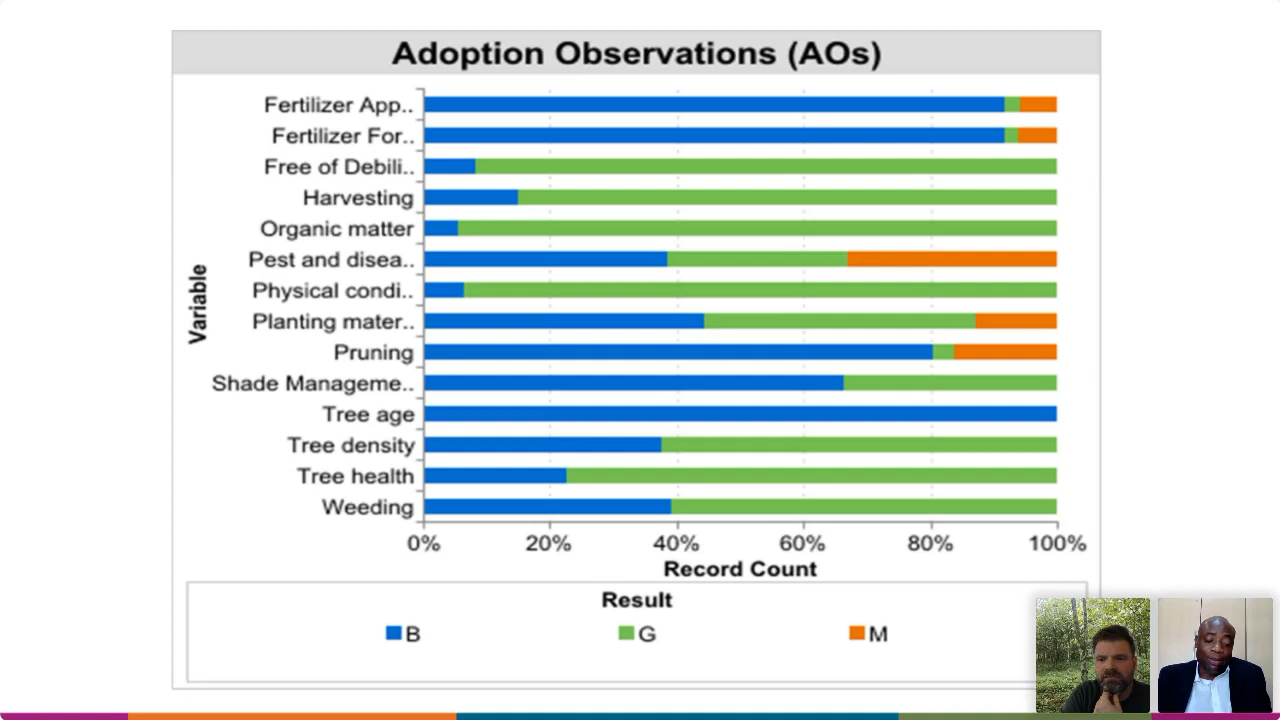 Adoption Observations (AOs)
Fertilizer App..
Fertilizer For..
Free of Debili..
Harvesting
Organic matter
Pest and disea..
Physical condi..
Planting mater..
Pruning
Shade Manageme..
Tree age
Tree density
Tree health
Weeding
Variable
0% 20% 40% 60% 80% 100%
Record Count
Result
B G M